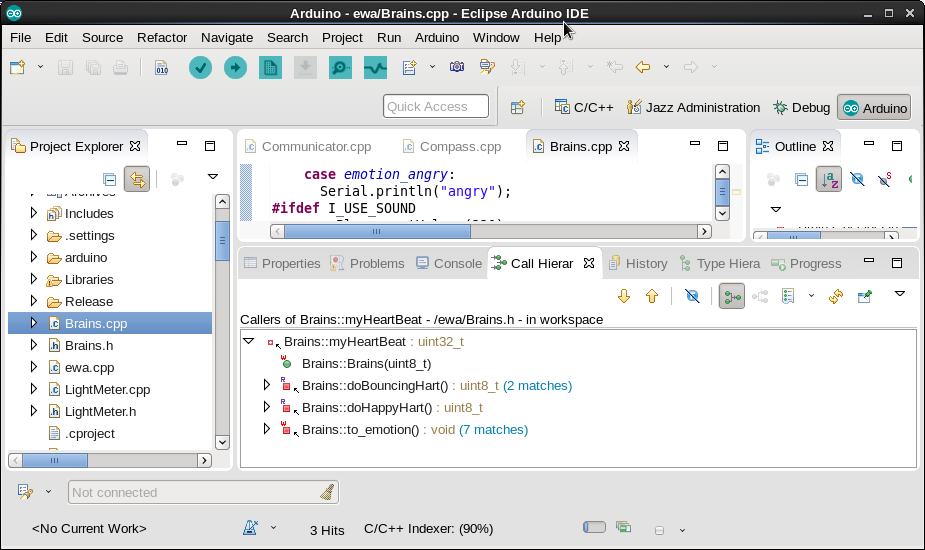 Arduino - ewa/Brains.cpp - Eclipse Arduino IDE
File Edit Source Refactor Navigate Search Project Run Arduino Window Help
010
Quick Access
C/C++ Jazz Administration Debug Arduino
Project Explorer
Communicator.cpp Compass.cpp Brains.cpp
Outline
case emotion_angry:
Serial.println("angry");
#ifdef I_USE_SOUND
Archives
Includes
.settings
arduino
Libraries
Release
Brains.cpp
Brains.h
ewa.cpp
LightMeter.cpp
LightMeter.h
.cproject
Properties Problems Console Call Hierar History Type Hiera Progress
Callers of Brains::myHeartBeat - /ewa/Brains.h - in workspace
Brains::myHeartBeat : uint32_t
Brains::Brains(uint8_t)
Brains::doBouncingHart() : uint8_t (2 matches)
Brains::doHappyHart() : uint8_t
Brains::to_emotion() : void (7 matches)
Not connected
<No Current Work> 3 Hits C/C++ Indexer: (90%)